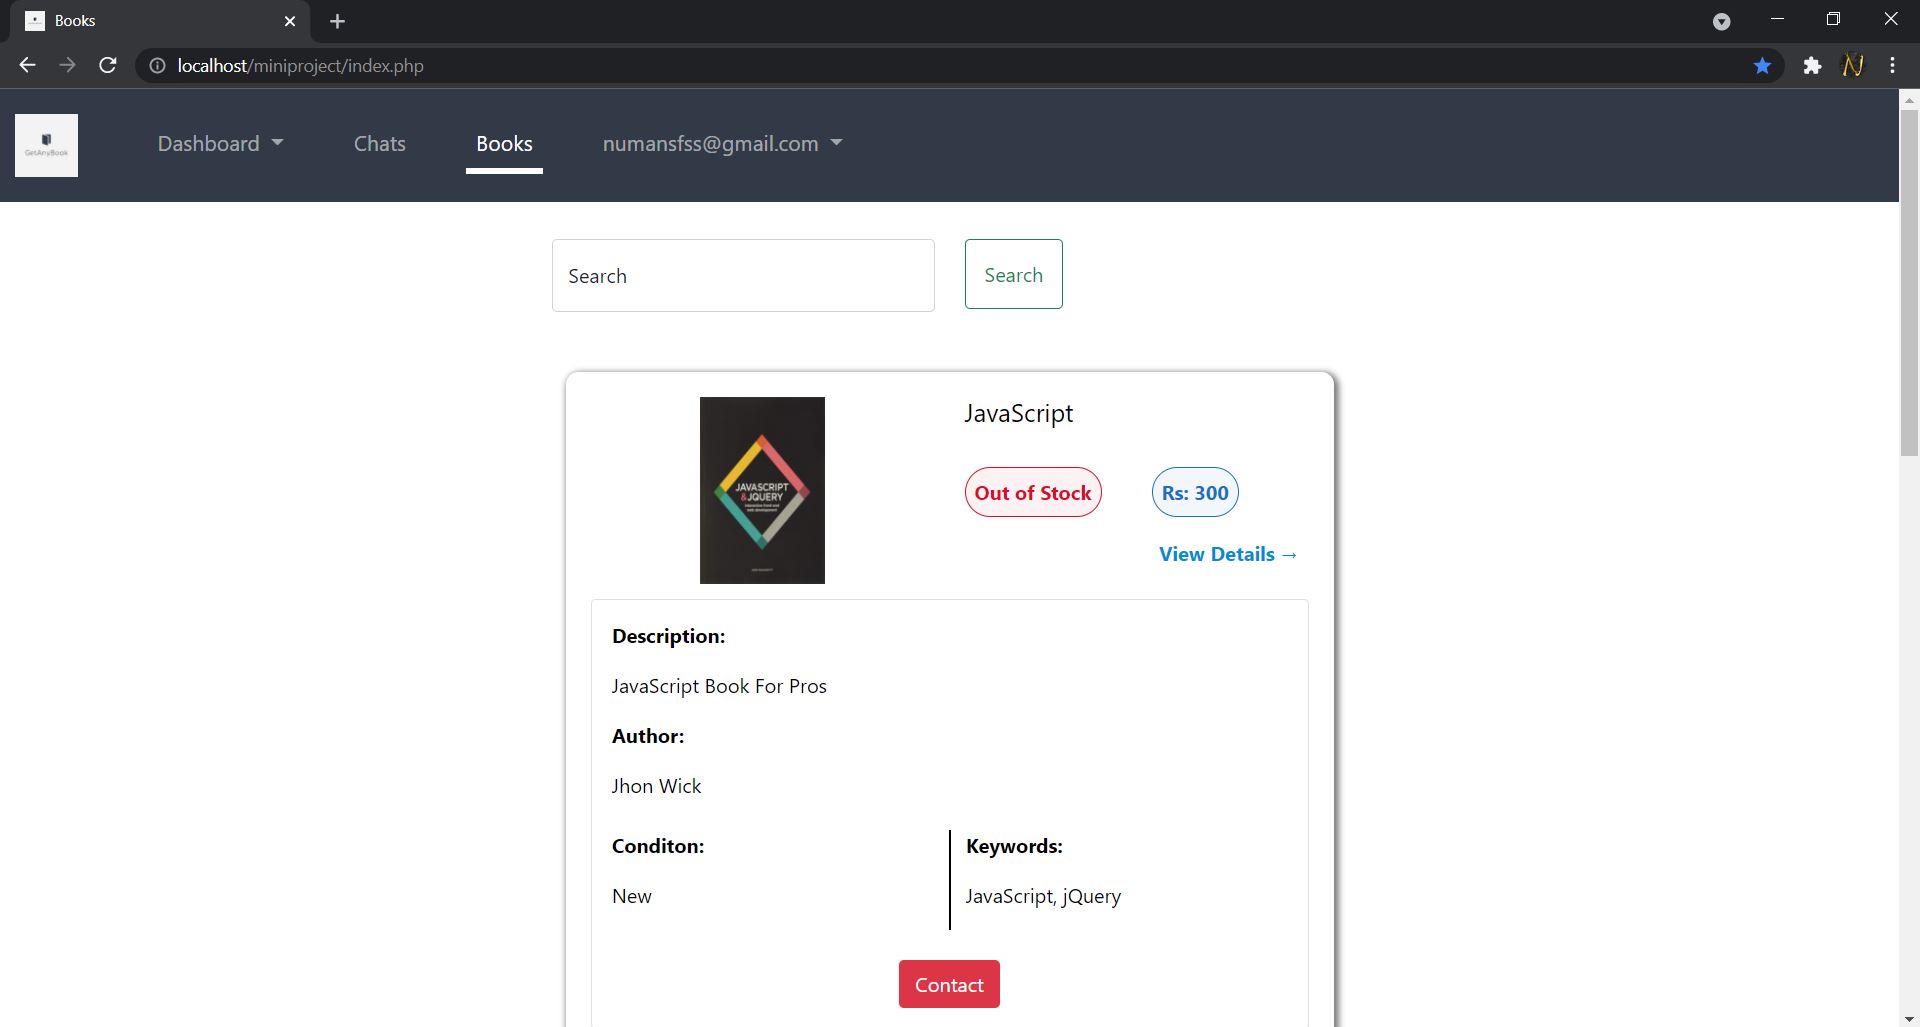 Books
localhost/miniproject/index.php
GetAnyBook
Dashboard
Chats
Books
numansfss@gmail.com
Search
Search
JAVASCRIPT
&JQUERY
JavaScript
Out of Stock
Rs: 300
View Details →
Description:
JavaScript Book For Pros
Author:
Jhon Wick
Conditon:
Keywords:
New
JavaScript, jQuery
Contact